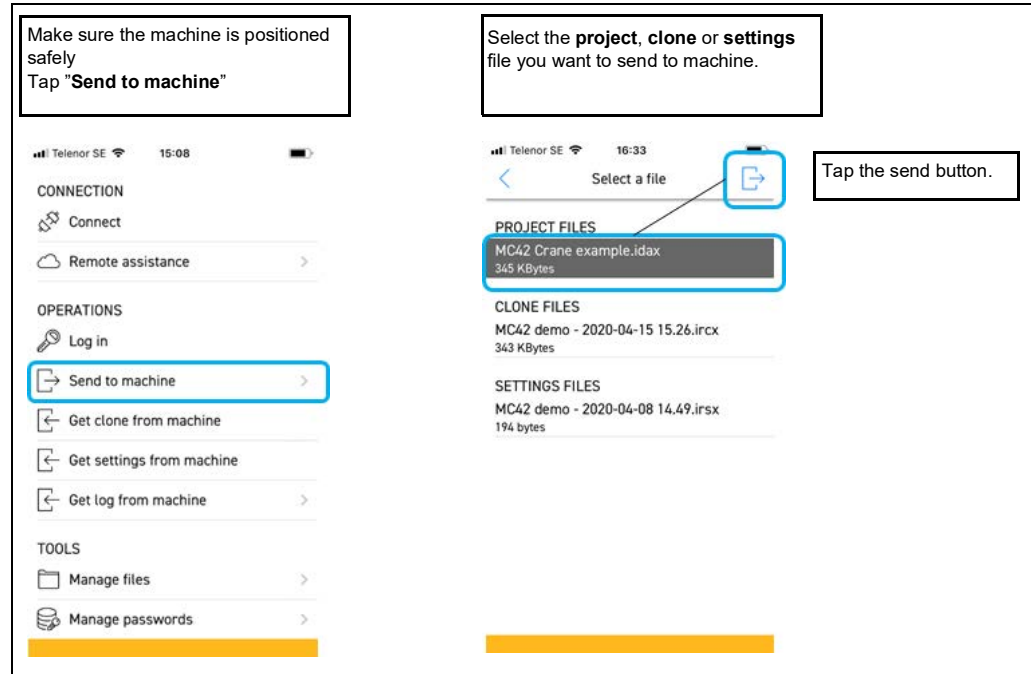 Make sure the machine is positioned
safely
Tap ”Send to machine”
Select the project, clone or settings
file you want to send to machine.
Tap the send button.
Telenor SE 15:08
CONNECTION
Connect
Remote assistance
OPERATIONS
Log in
Send to machine
Get clone from machine
Get settings from machine
Get log from machine
TOOLS
Manage files
Manage passwords
Telenor SE 16:33
Select a file
PROJECT FILES
MC42 Crane example.idax
345 KBytes
CLONE FILES
MC42 demo - 2020-04-15 15.26.ircx
343 KBytes
SETTINGS FILES
MC42 demo - 2020-04-08 14.49.irsx
194 bytes